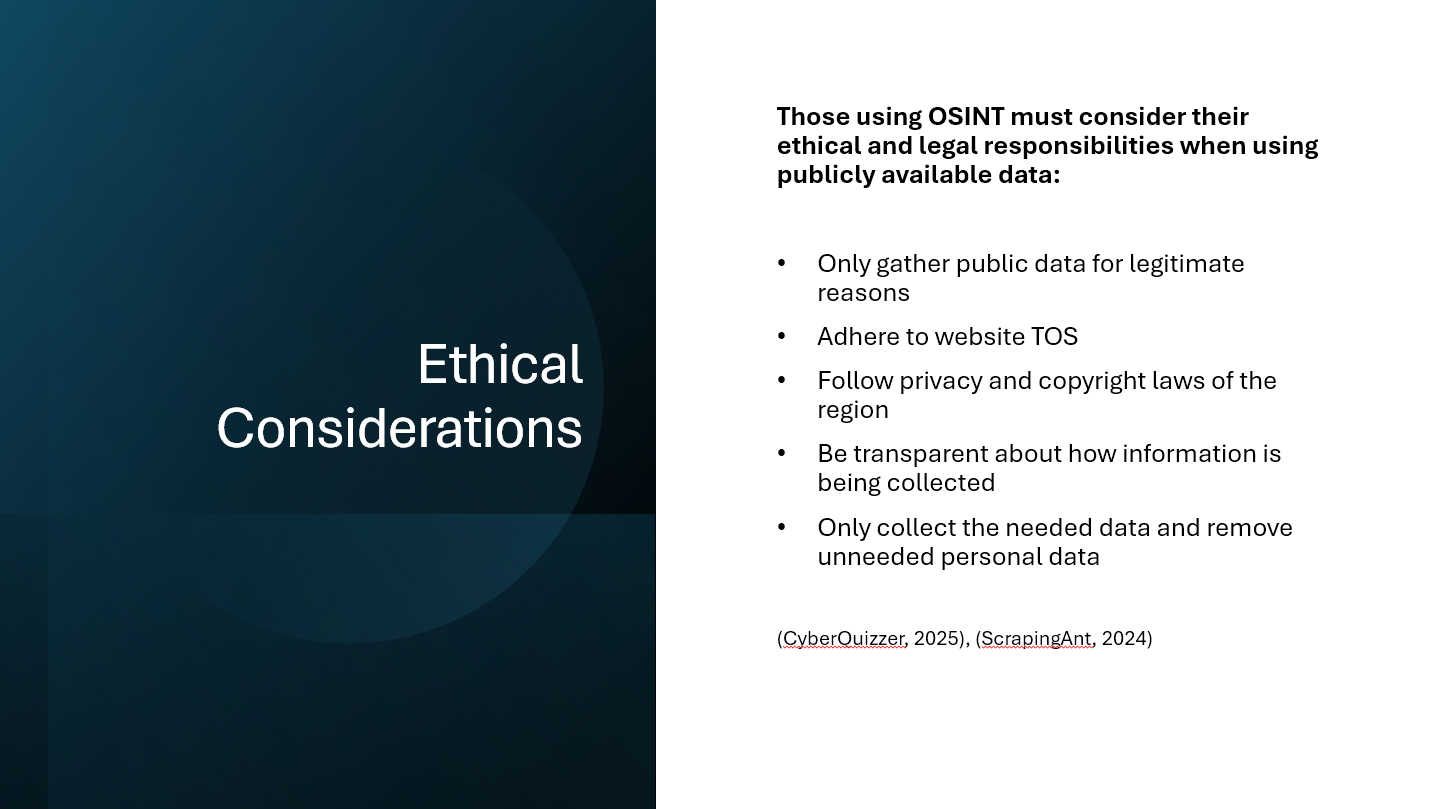 Ethical
Considerations
Those using OSINT must consider their
ethical and legal responsibilities when using
publicly available data:
• Only gather public data for legitimate
reasons
• Adhere to website TOS
• Follow privacy and copyright laws of the
region
• Be transparent about how information is
being collected
• Only collect the needed data and remove
unneeded personal data
(CyberQuizzer, 2025), (ScrapingAnt, 2024)